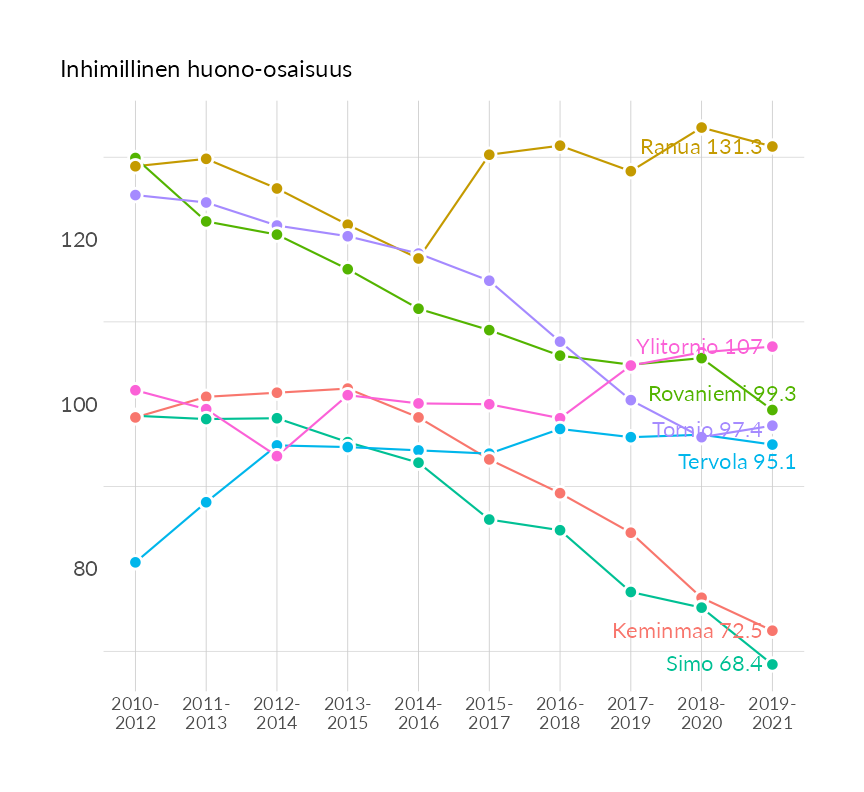 Inhimillinen huono-osaisuus
Ranua 131.3
120
Ylitornio 107
Rovaniemi 99.3
100
Tornio 97.4
Tervola 95.1
80
Keminmaa 72.5
Simo 68.4
2010- 2011- 2012- 2013- 2014- 2015- 2016- 2017- 2018- 2019-
2012 2013 2014 2015 2016 2017 2018 2019 2020 2021